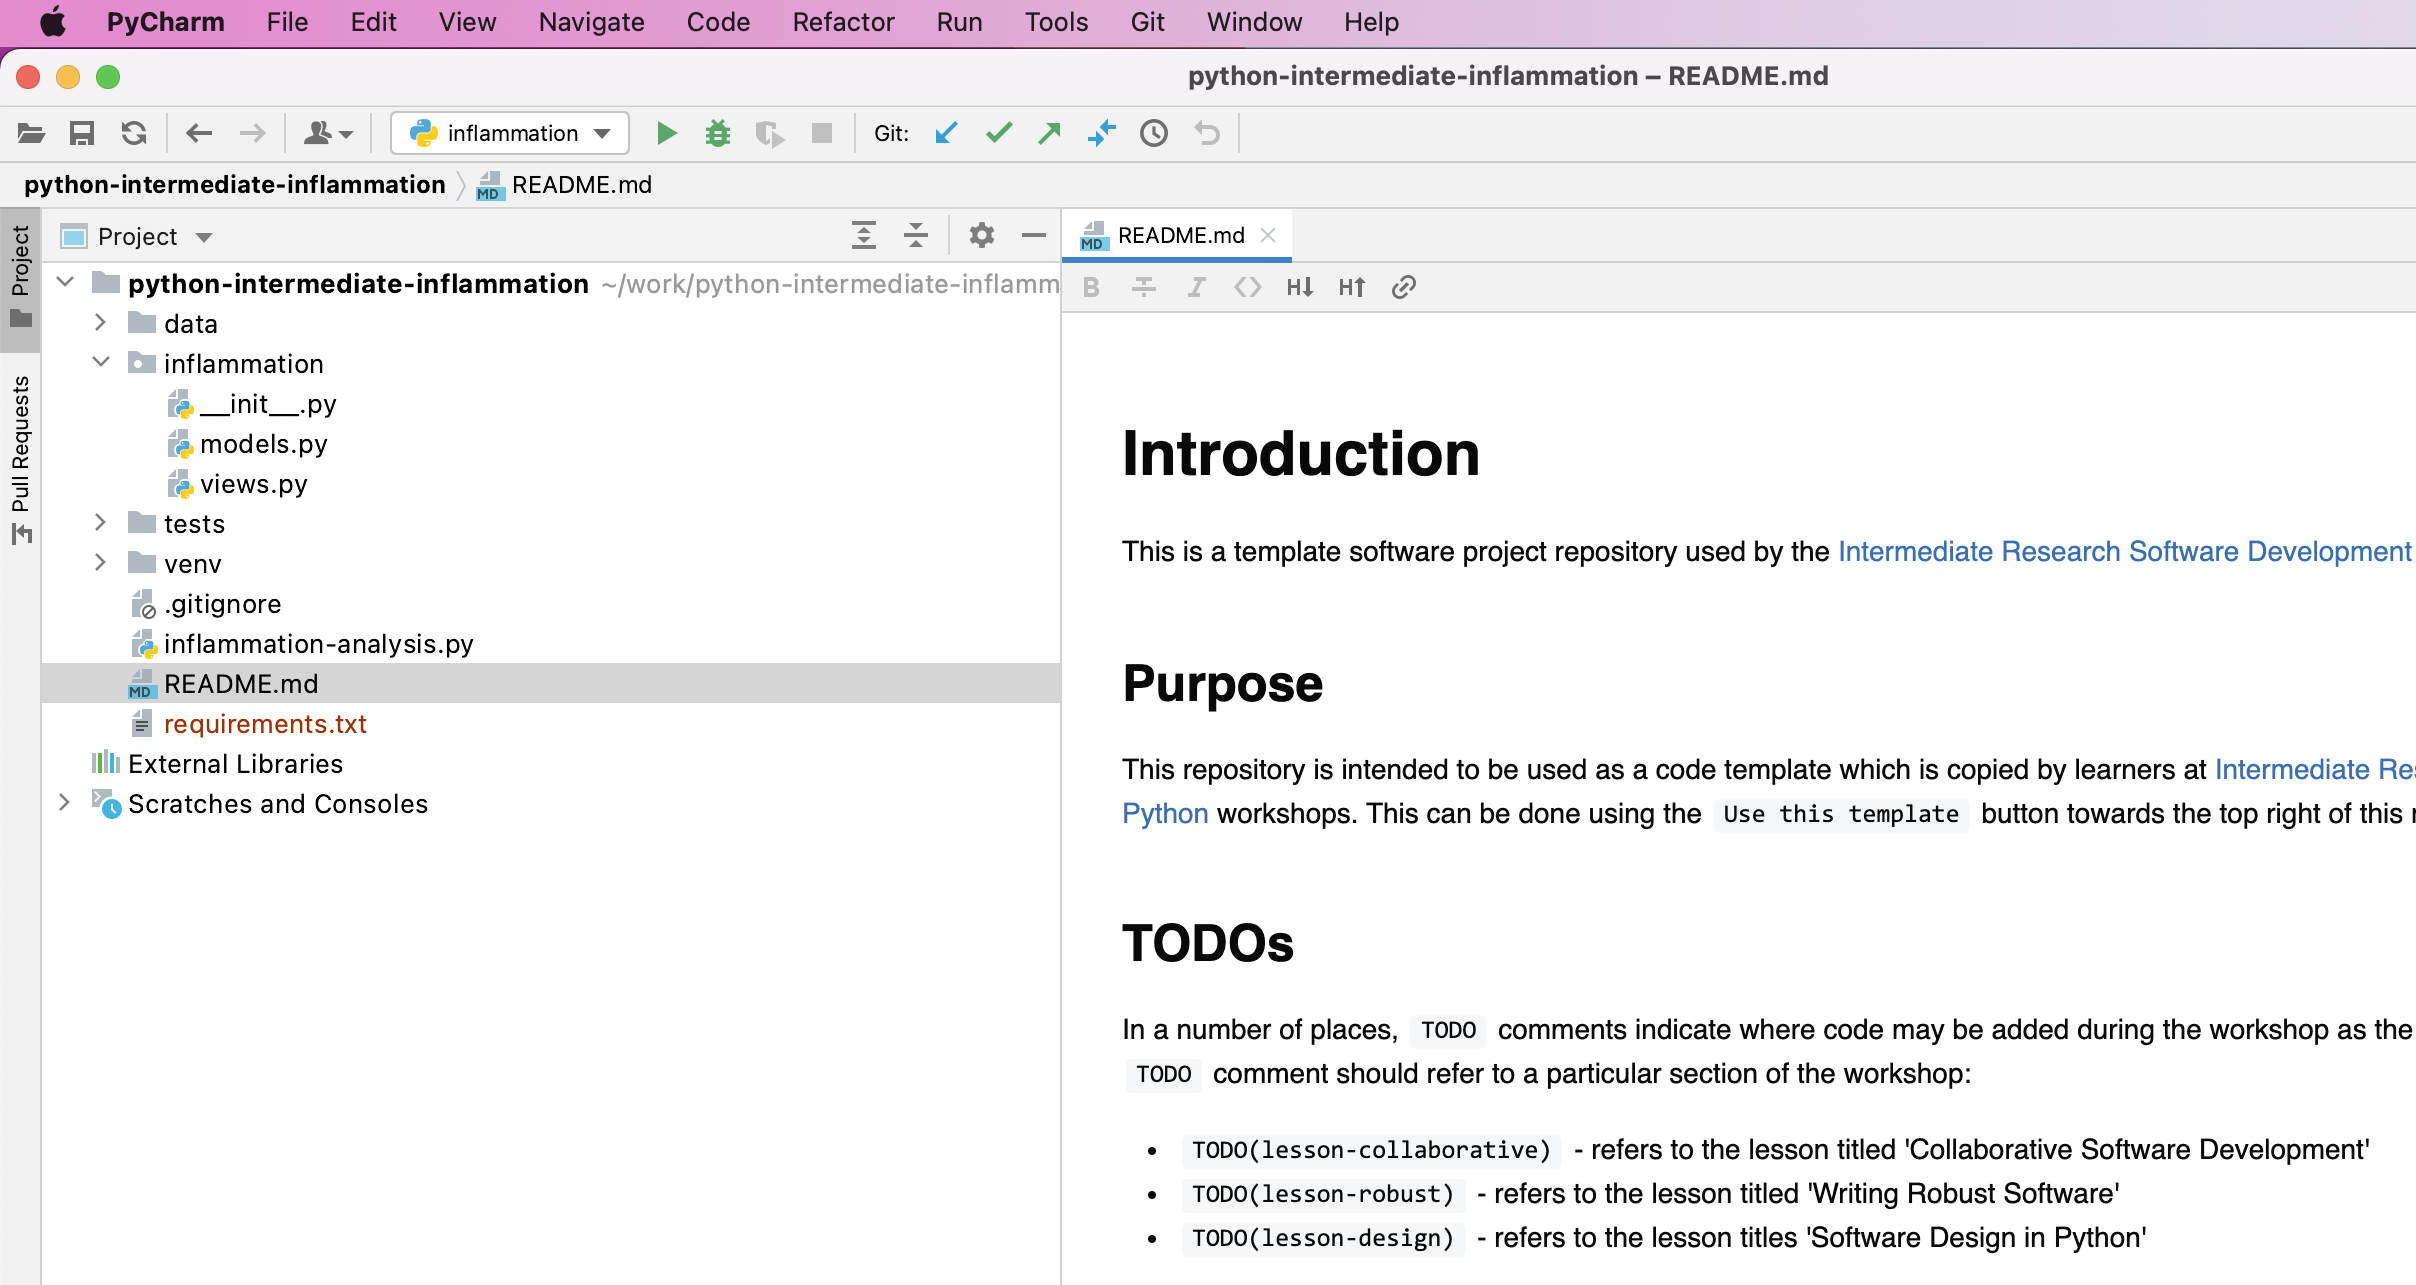 PyCharm File Edit View Navigate Code Refactor Run Tools Git Window Help
python-intermediate-inflammation – README.md
inflammation Git:
python-intermediate-inflammation README.md
Project
Pull Requests
Project
python-intermediate-inflammation ~/work/python-intermediate-inflamm
data
inflammation
__init__.py
models.py
views.py
tests
venv
.gitignore
inflammation-analysis.py
MD README.md
requirements.txt
External Libraries
Scratches and Consoles
MD README.md
B I H H
Introduction
This is a template software project repository used by the Intermediate Research Software Development
Purpose
This repository is intended to be used as a code template which is copied by learners at Intermediate Res
Python workshops. This can be done using the Use this template button towards the top right of this r
TODOs
In a number of places, TODO comments indicate where code may be added during the workshop as the
TODO comment should refer to a particular section of the workshop:
• TODO(lesson-collaborative) - refers to the lesson titled 'Collaborative Software Development'
• TODO(lesson-robust) - refers to the lesson titled 'Writing Robust Software'
• TODO(lesson-design) - refers to the lesson titles 'Software Design in Python'